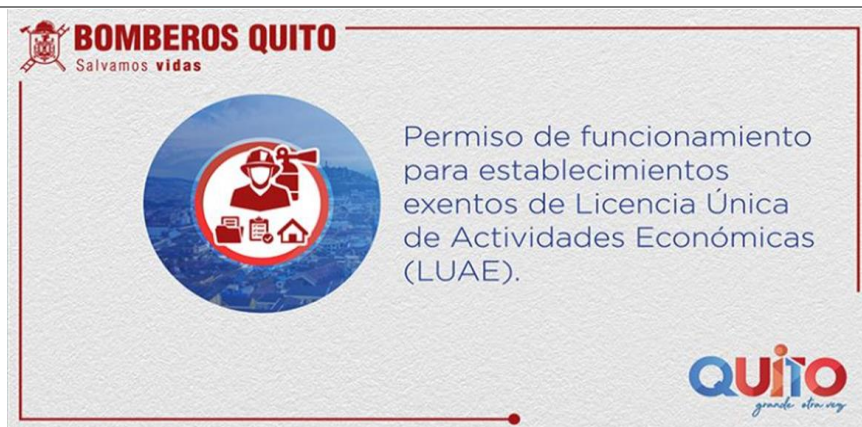 BOMBEROS QUITO
Salvamos vidas
Permiso de funcionamiento
para establecimientos
exentos de Licencia Única
de Actividades Económicas
(LUAE).
QUITO
grande otra vez